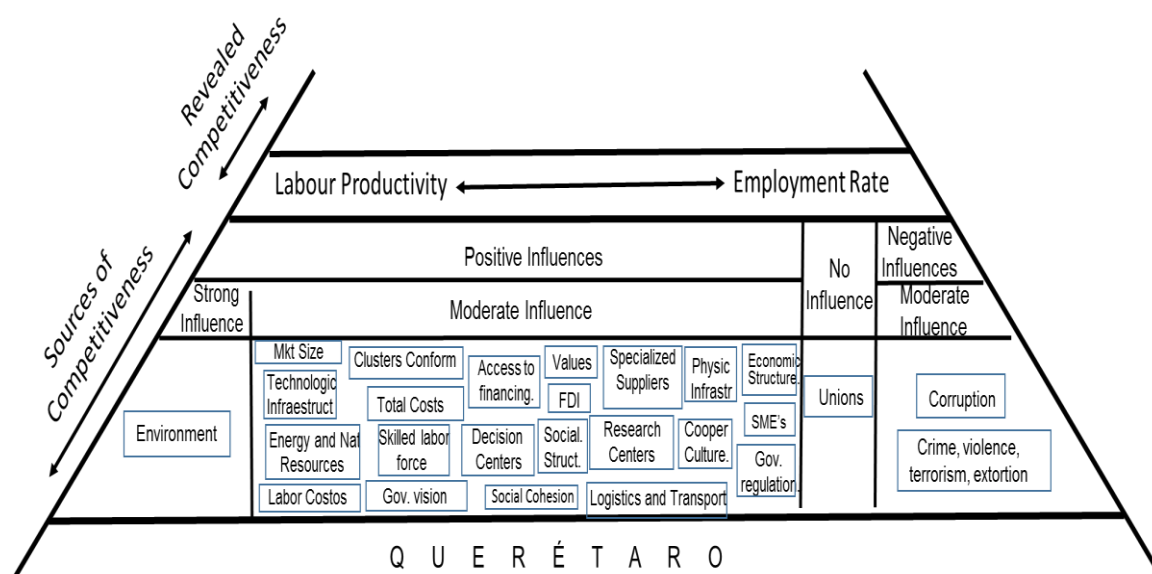 Revealed
Competitiveness
Labour Productivity
Employment Rate
Sources of
Competitiveness
Positive Influences
No
Influence
Negative
Influences
Strong
Influence
Moderate Influence
Moderate
Influence
Mkt Size
Clusters Conform
Access to
financing.
Values
Specialized
Suppliers
Physic
Infrastr
Economic
Structure.
Technologic
Infraestruct
Total Costs
FDI
Unions
Corruption
Environment
Energy and Nat
Resources
Skilled labor
force
Decision
Centers
Social.
Struct.
Research
Centers
Cooper
Culture.
SME's
Gov.
regulation.
Crime, violence,
terrorism, extortion
Labor Costos
Gov. vision
Social Cohesion
Logistics and Transport
Q U E R É T A R O